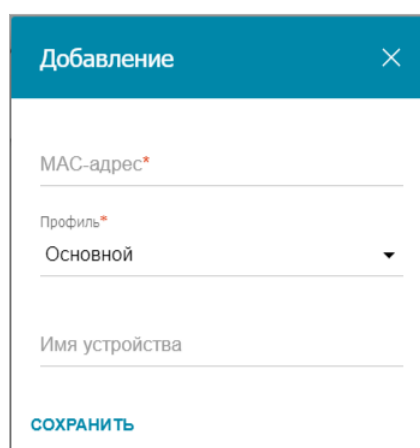 Добавление
MAC-адрес*
Профиль*
Основной
Имя устройства
СОХРАНИТЬ